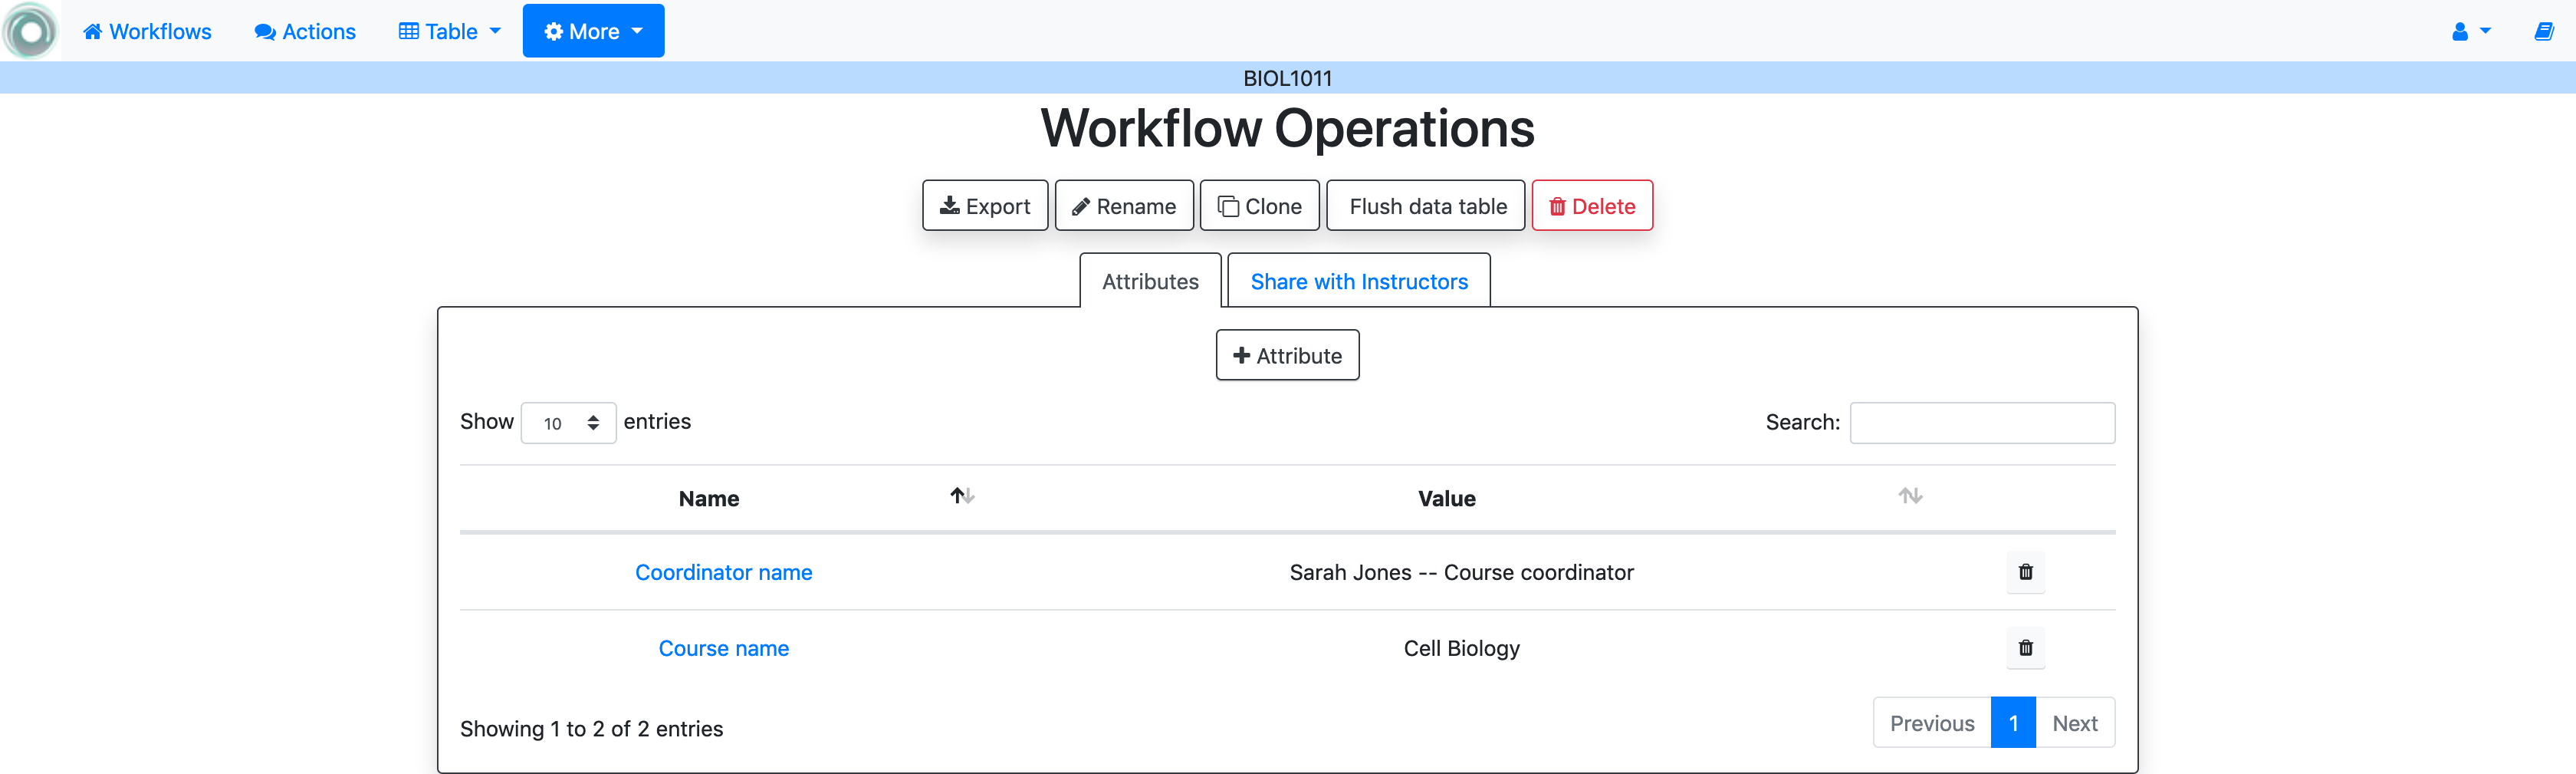 Workflows Actions Table More
BIOL1011
Workflow Operations
Export Rename Clone Flush data table Delete
Attributes Share with Instructors
Attribute
Show 10 entries Search:
Name Value
Coordinator name Sarah Jones -- Course coordinator
Course name Cell Biology
Showing 1 to 2 of 2 entries Previous 1 Next